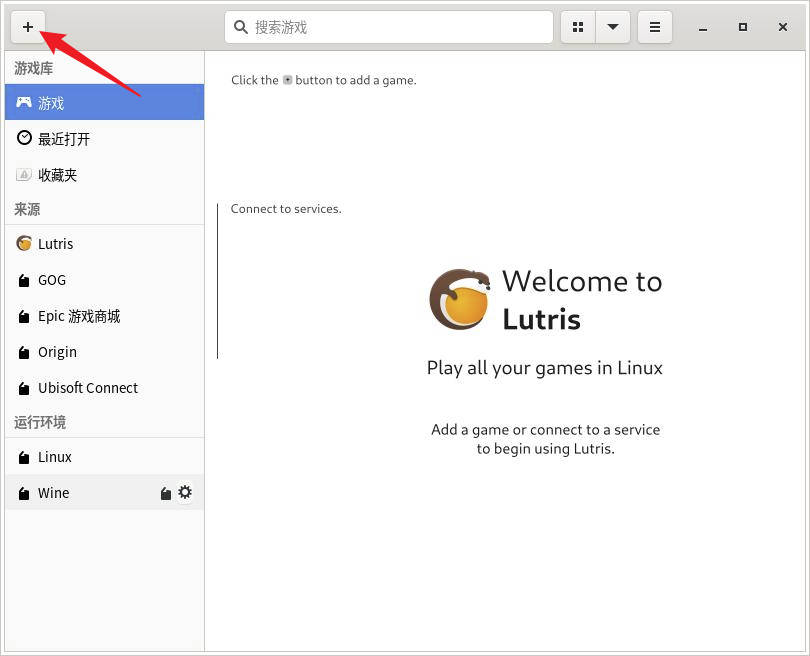 搜索游戏
游戏库
游戏
最近打开
收藏夹
来源
Lutris
GOG
Epic 游戏商城
Origin
Ubisoft Connect
运行环境
Linux
Wine
Click the + button to add a game.
Connect to services.
Welcome to
Lutris
Play all your games in Linux
Add a game or connect to a service
to begin using Lutris.